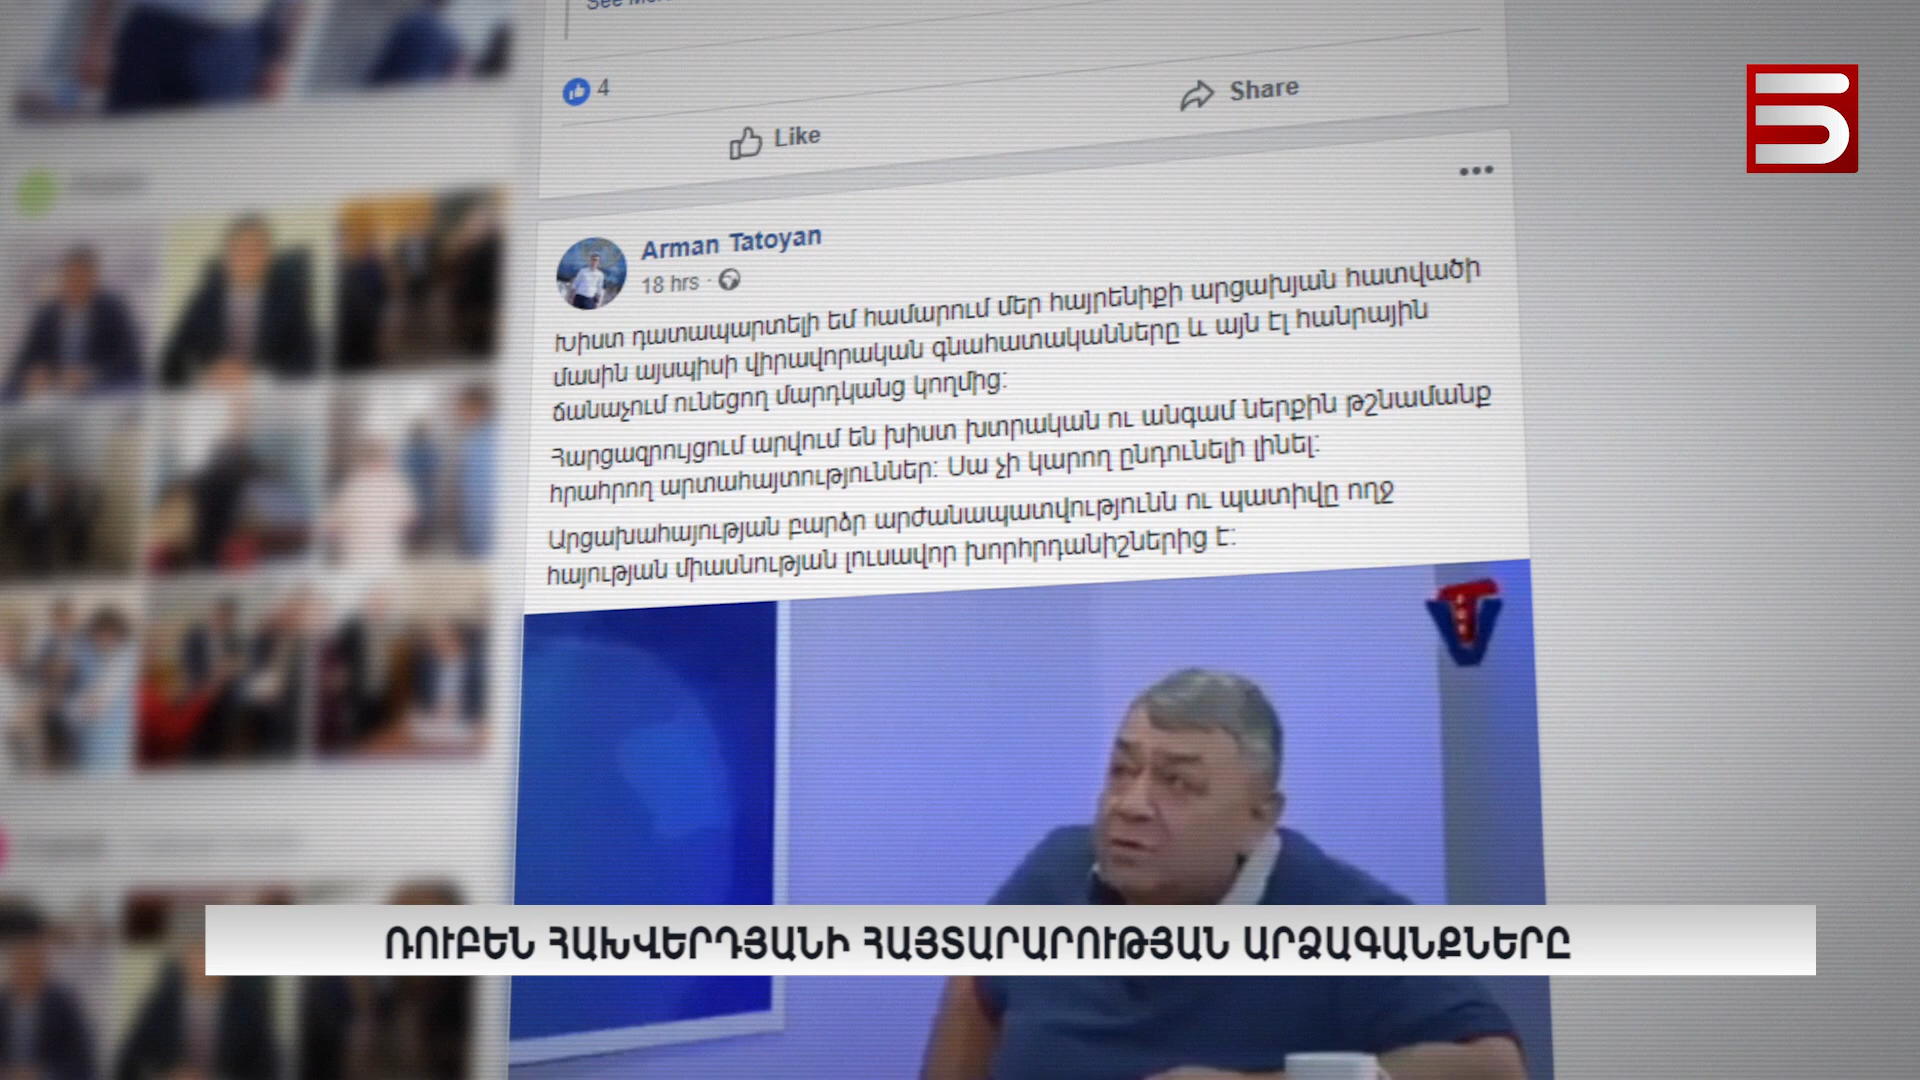 4
Like
Share
Arman Tatoyan
18 hrs ·
Խիստ դատապարտելի եմ համարում մեր հայրենիքի արցախյան հատվածի
մասին այսպիսի վիրավորական գնահատականները և այն էլ հանրային
ճանաչում ունեցող մարդկանց կողմից:
Հարցազրույցում արվում են խիստ խտրական ու անգամ ներքին թշնամանք
հրահրող արտահայտություններ: Սա չի կարող ընդունելի լինել:
Արցախահայության բարձր արժանապատվությունն ու պատիվը ողջ
հայության միասնության լուսավոր խորհրդանիշներից է:
ՌՈՒԲԵՆ ՀԱԽՎԵՐԴՅԱՆԻ ՀԱՅՏԱՐԱՐՈՒԹՅԱՆ ԱՐՁԱԳԱՆՔՆԵՐԸ